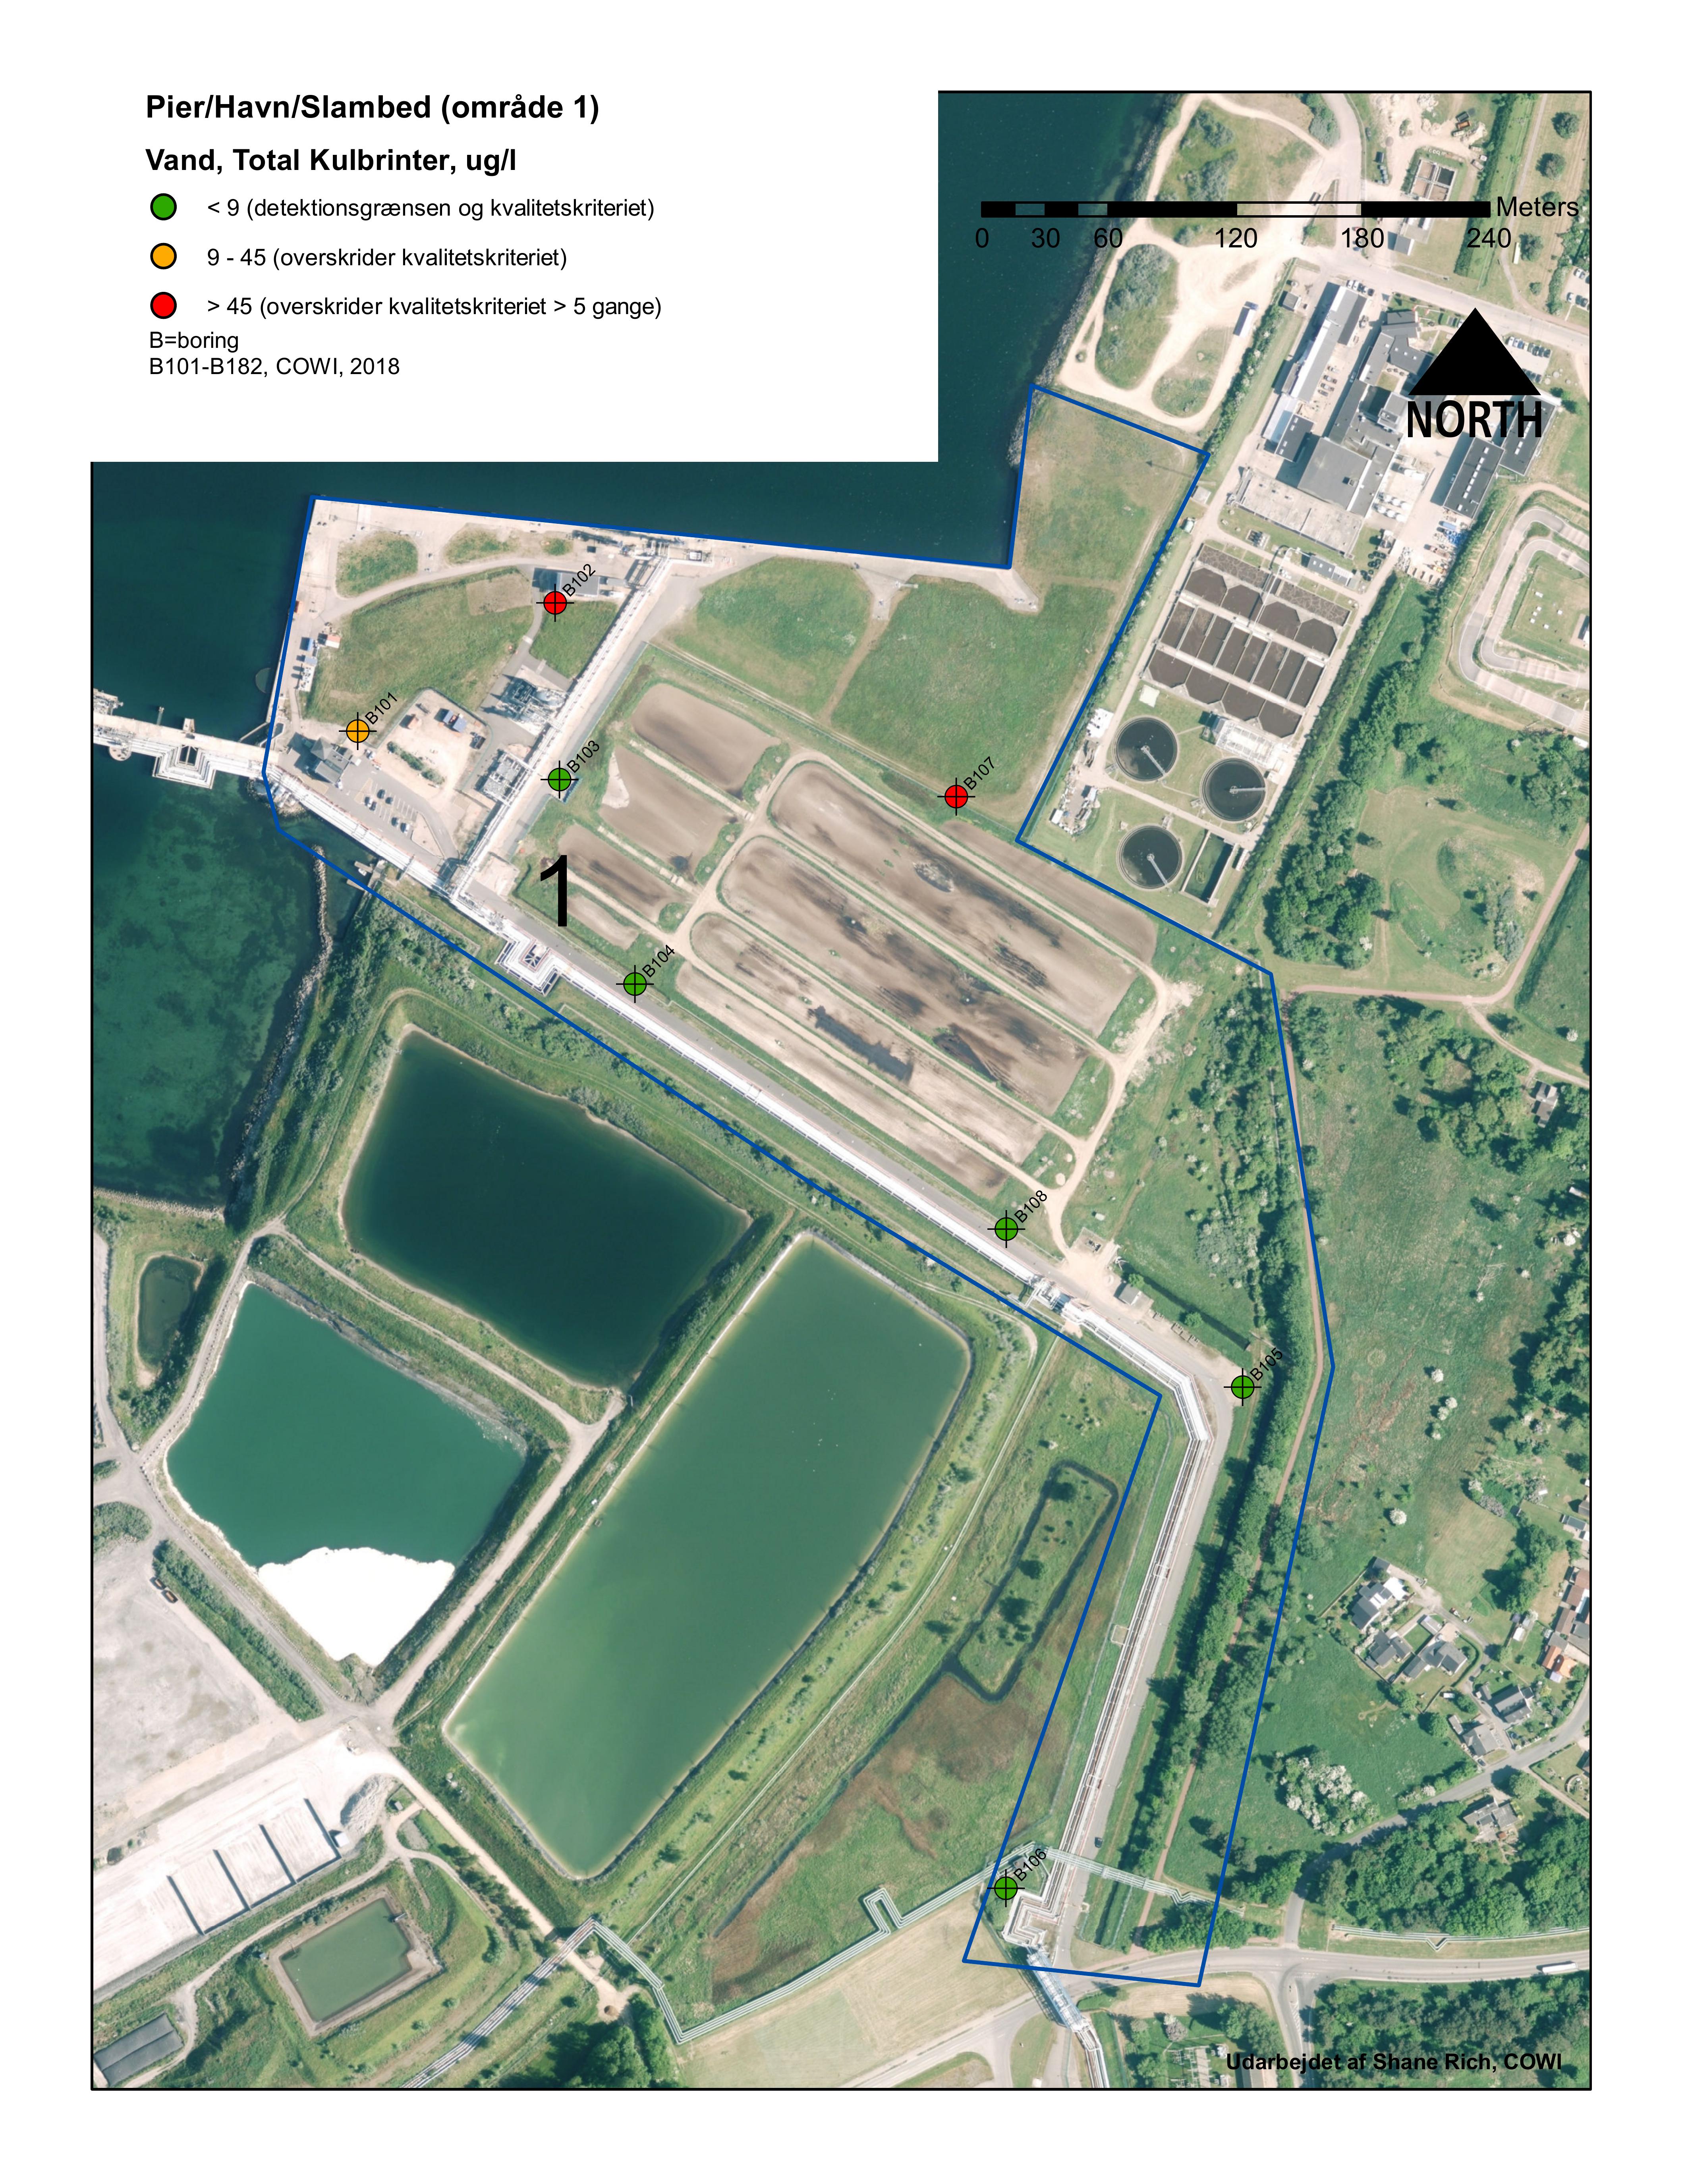 Pier/Havn/Slambed (område 1)
Vand, Total Kulbrinter, ug/l
< 9 (detektionsgrænsen og kvalitetskriteriet)
9 - 45 (overskrider kvalitetskriteriet)
> 45 (overskrider kvalitetskriteriet > 5 gange)
B=boring
B101-B182, COWI, 2018
Meters
0 30 60 120 180 240
NORTH
B102
B101
B103
B107
1
B104
B108
B105
B106
Udarbejdet af Shane Rich, COWI